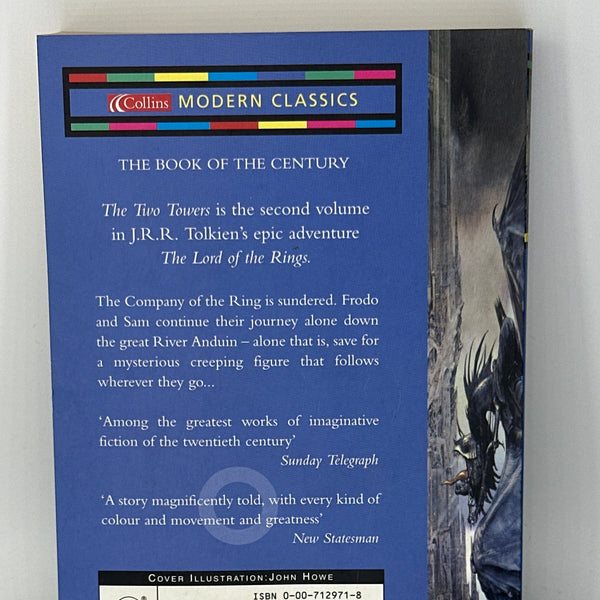 Collins MODERN CLASSICS
THE BOOK OF THE CENTURY
The Two Towers is the second volume
in J.R.R. Tolkien's epic adventure
The Lord of the Rings.
The Company of the Ring is sundered. Frodo
and Sam continue their journey alone down
the great River Anduin – alone that is, save for
a mysterious creeping figure that follows
wherever they go...
‘Among the greatest works of imaginative
fiction of the twentieth century’
Sunday Telegraph
‘A story magnificently told, with every kind of
colour and movement and greatness’
New Statesman
COVER ILLUSTRATION: JOHN HOWE
®
ISBN 0-00-712971-8